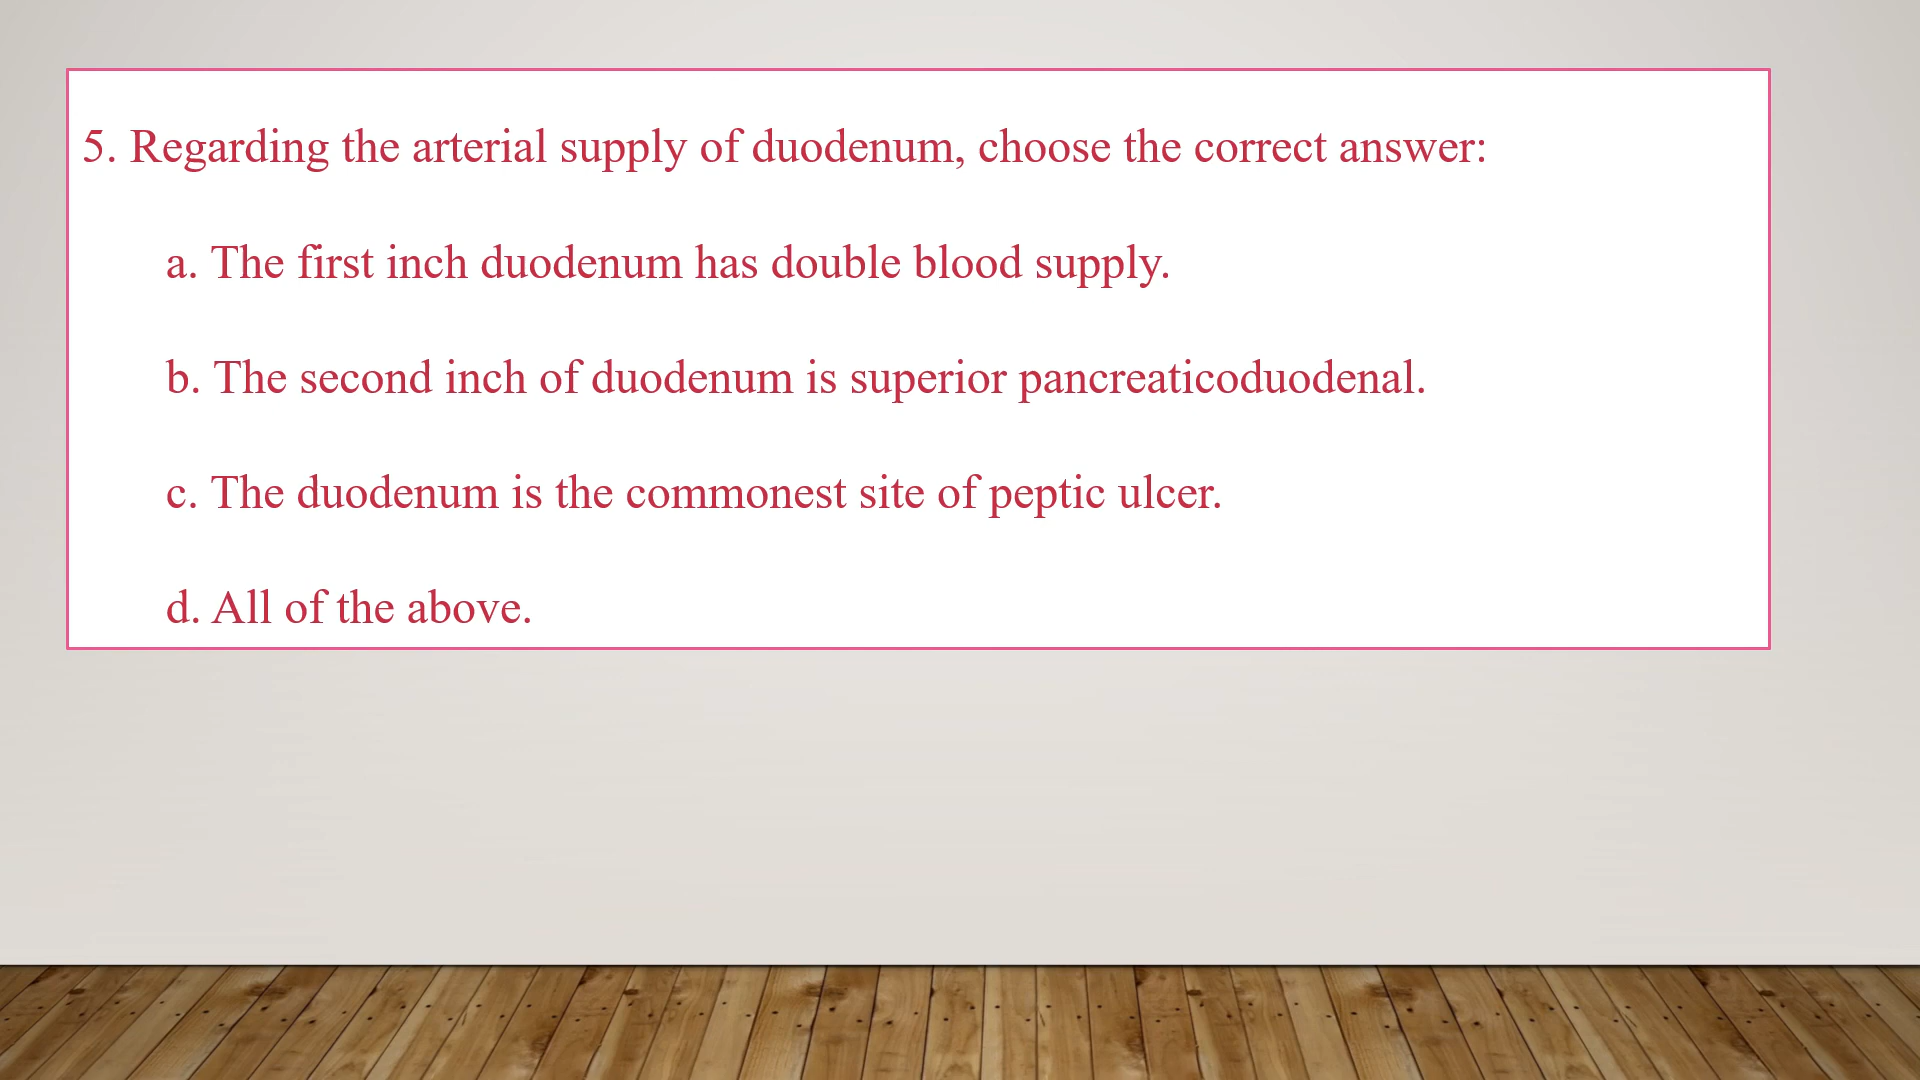 5. Regarding the arterial supply of duodenum, choose the correct answer:
a. The first inch duodenum has double blood supply.
b. The second inch of duodenum is superior pancreaticoduodenal.
c. The duodenum is the commonest site of peptic ulcer.
d. All of the above.